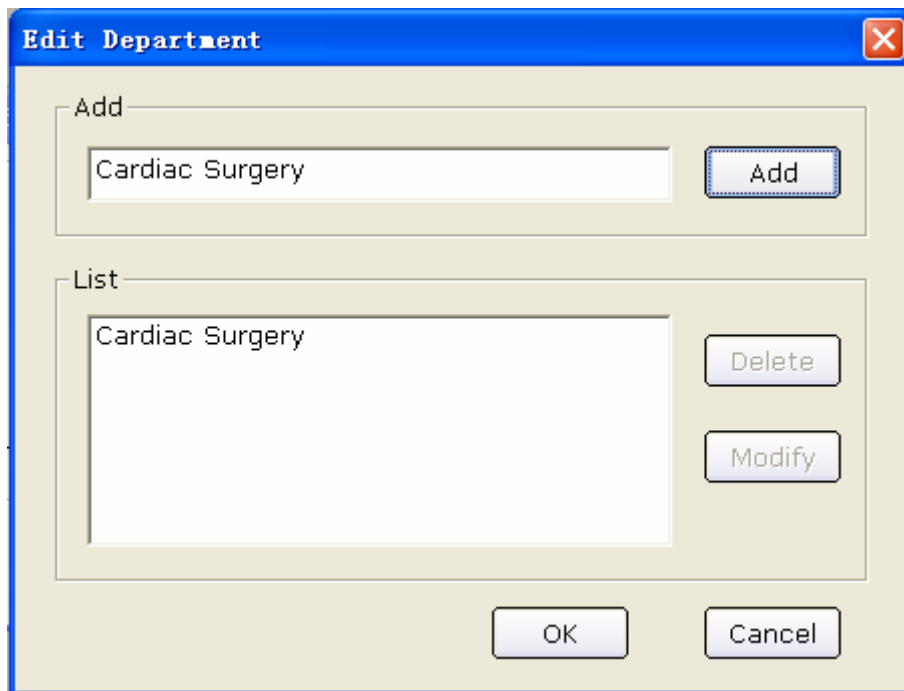 Edit Department
Add
Cardiac Surgery
Add
List
Cardiac Surgery
Delete
Modify
OK
Cancel